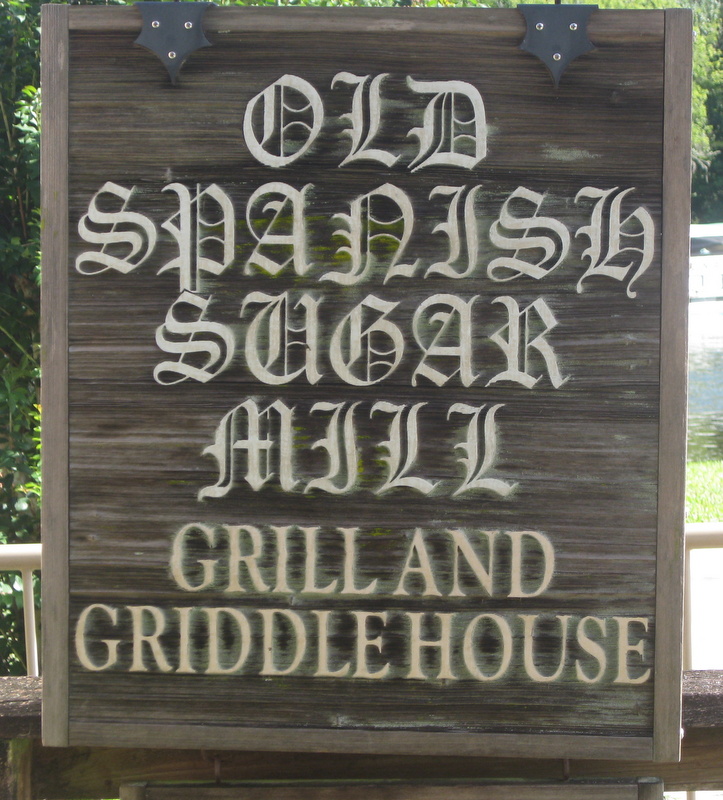 OLD
SPANISH
SUGAR
MILL
GRILL AND
GRIDDLE HOUSE